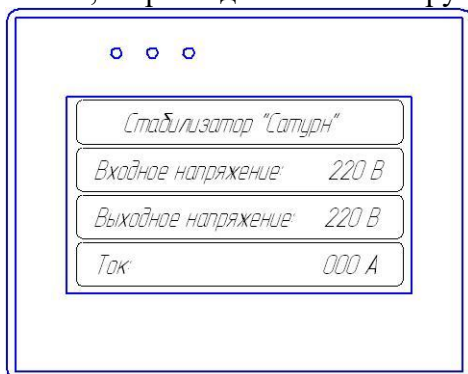 Стабилизатор "Сатурн"
Входное напряжение: 220 В
Выходное напряжение: 220 В
Ток: 000 А